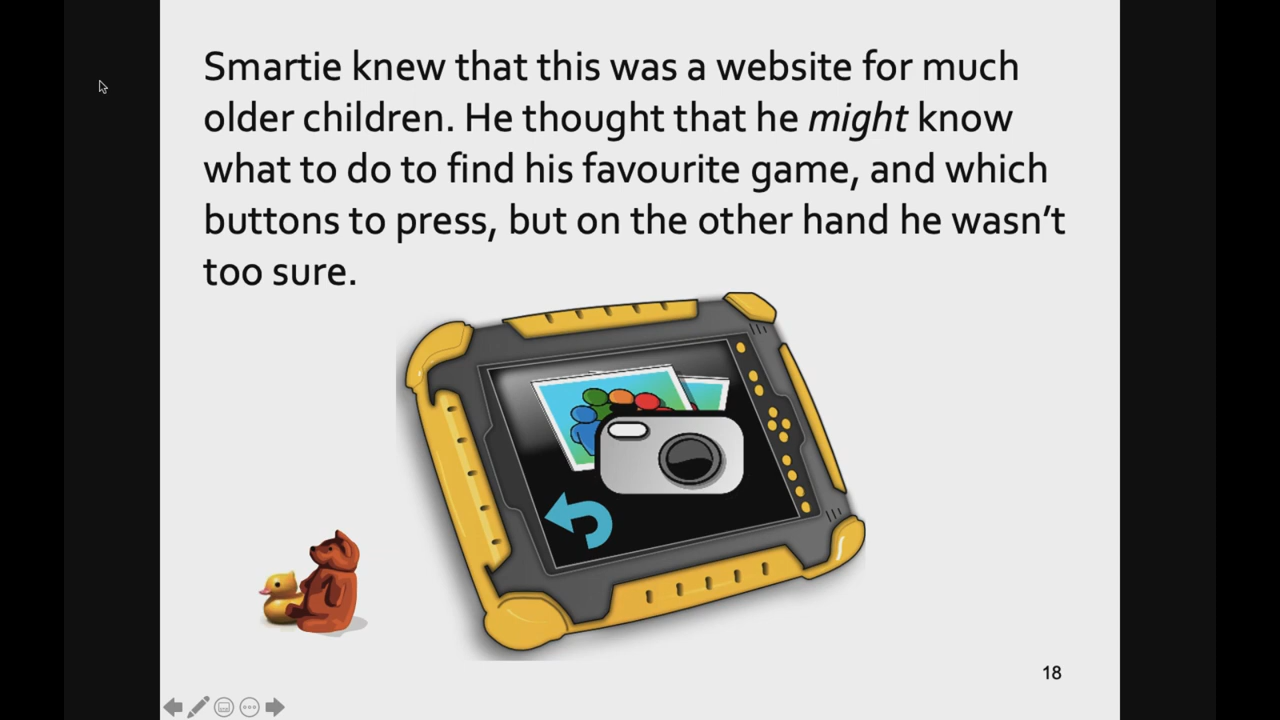 Smartie knew that this was a website for much
older children. He thought that he might know
what to do to find his favourite game, and which
buttons to press, but on the other hand he wasn’t
too sure.
18